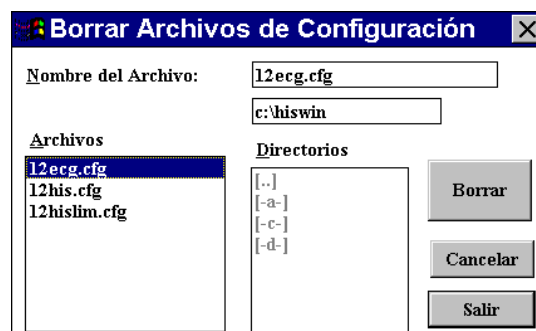 Borrar Archivos de Configuración
Nombre del Archivo:
12ecg.cfg
c:\hiswin
Archivos
12ecg.cfg
12his.cfg
12hislim.cfg
Directorios
[..]
[-a-]
[-c-]
[-d-]
Borrar
Cancelar
Salir